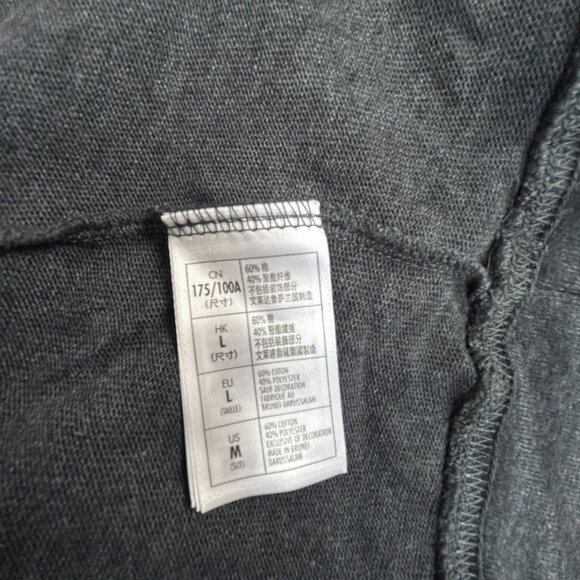 CN
175/100A
(尺寸)
60% 棉
40% 聚酯纤维
不包括装饰部分
文莱达鲁萨兰国制造
HK
L
(尺寸)
60% 棉
40% 聚酯纖維
不包括裝飾部分
文萊達魯薩蘭國製造
EU
L
(TAILLE)
60% COTON
40% POLYESTER
SAUF DECORATION
FABRIQUE AU
BRUNEI-DARUSSALAM
US
M
(SIZE)
60% COTTON
40% POLYESTER
EXCLUSIVE OF DECORATION
MADE IN BRUNEI
DARUSSALAM